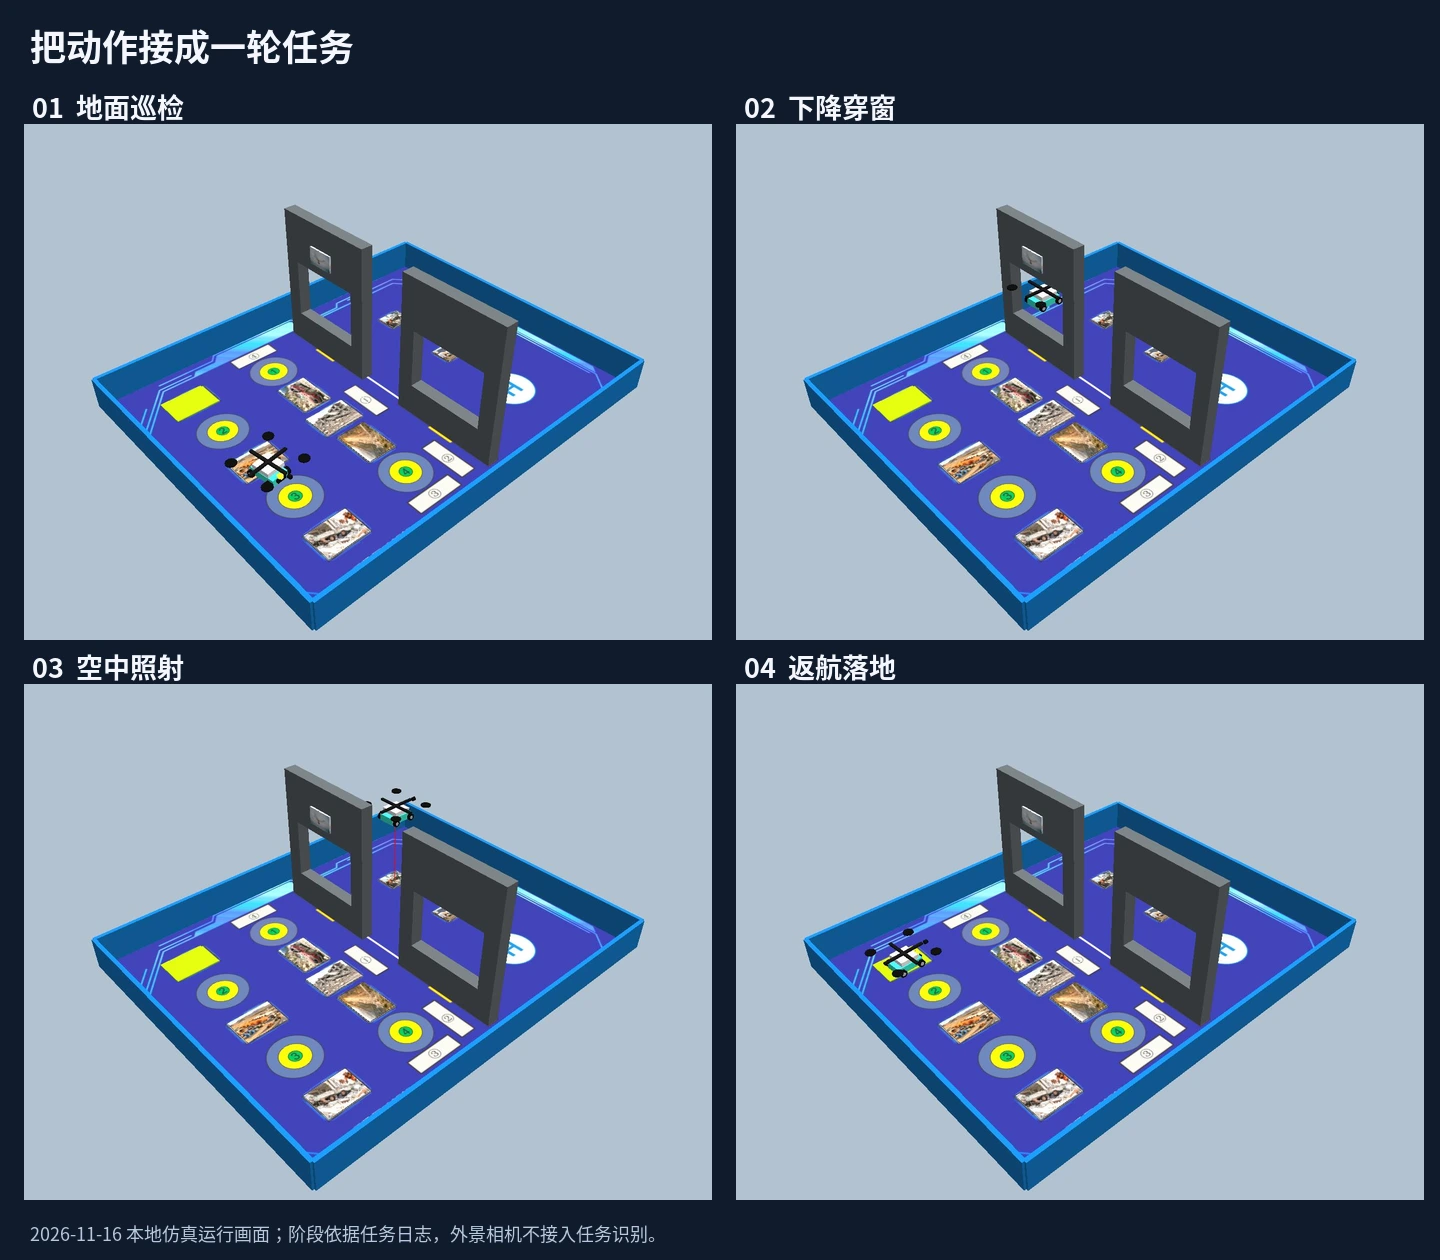 把动作接成一轮任务
01 地面巡检
02 下降穿窗
03 空中照射
04 返航落地
2026-11-16 本地仿真运行画面；阶段依据任务日志，外景相机不接入任务识别。